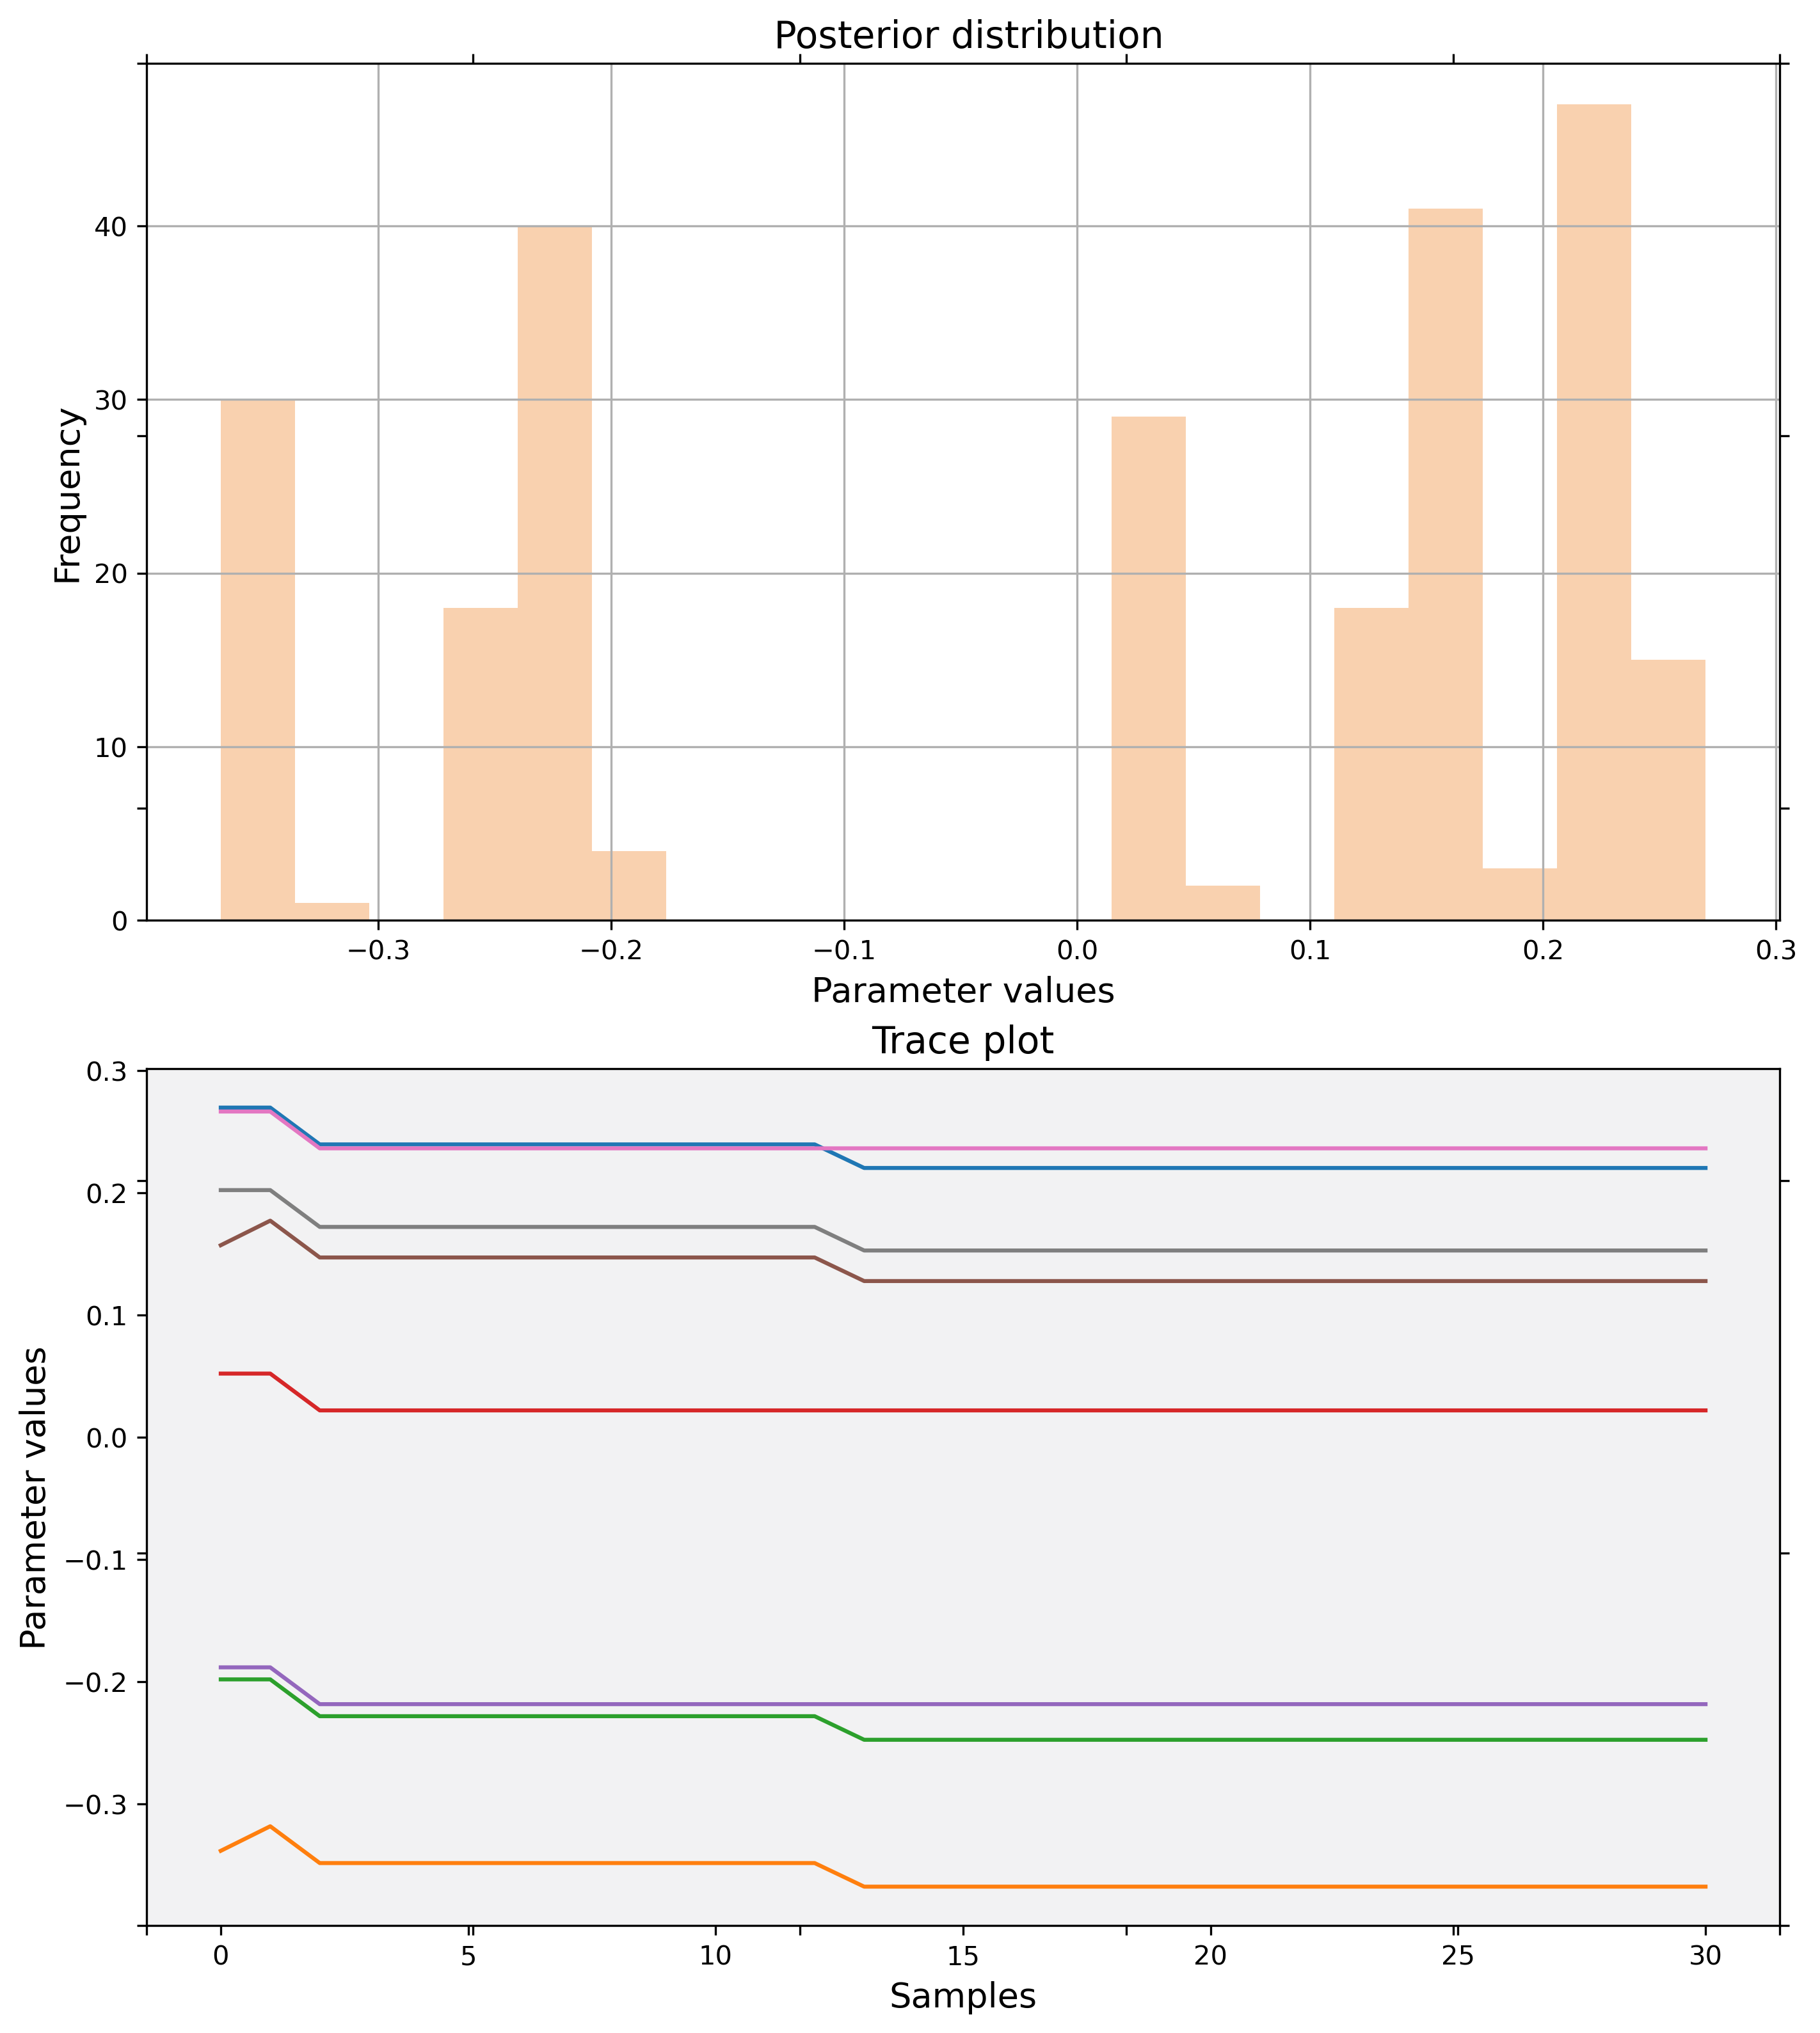 Posterior distribution
Frequency
40
30
20
10
0
−0.3 −0.2 −0.1 0.0 0.1 0.2 0.3
Parameter values
Trace plot
Parameter values
0.3
0.2
0.1
0.0
−0.1
−0.2
−0.3
0 5 10 15 20 25 30
Samples